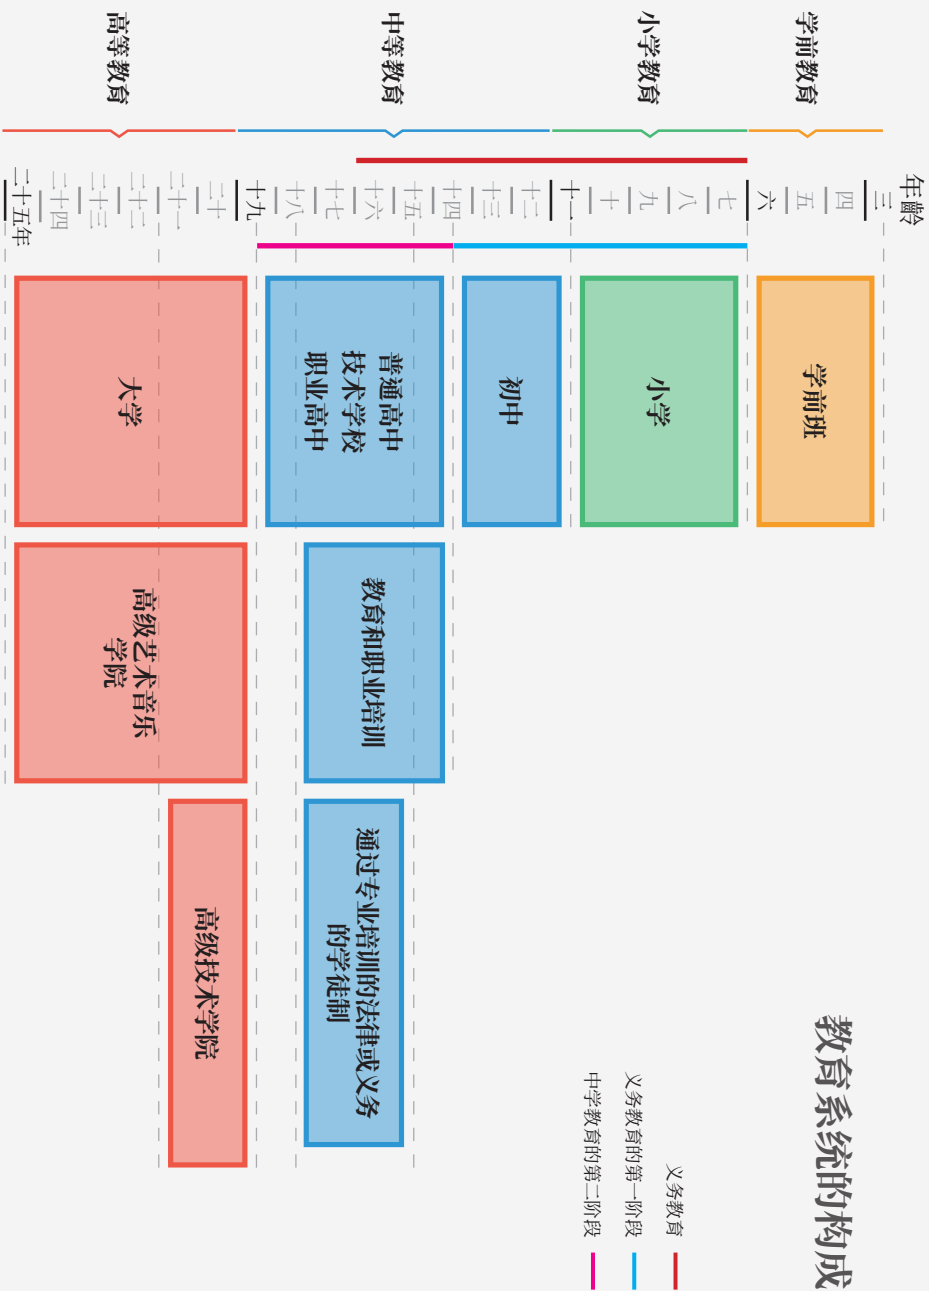 教育系统的构成
年齡
学前教育
小学教育
中等教育
高等教育
三
四
五
六
七
八
九
十
十一
十二
十三
十四
十五
十六
十七
十八
十九
二十
二十一
二十二
二十三
二十四
二十五年
学前班
小学
初中
普通高中
技术学校
职业高中
教育和职业培训
通过专业培训的法律或义务
的学徒制
大学
高级艺术音乐
学院
高级技术学院
义务教育
义务教育的第一阶段
中学教育的第二阶段